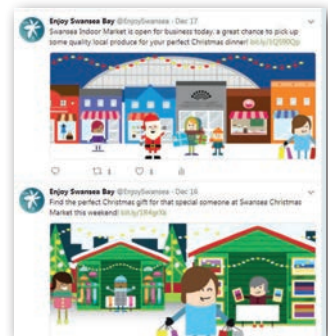 Enjoy Swansea Bay @EnjoySwansea · Dec 17
Swansea Indoor Market is open for business today, a great chance to pick up
some quality local produce for your perfect Christmas dinner!
1 1
Enjoy Swansea Bay @EnjoySwansea · Dec 16
Find the perfect Christmas gift for that special someone at Swansea Christmas
Market this weekend!